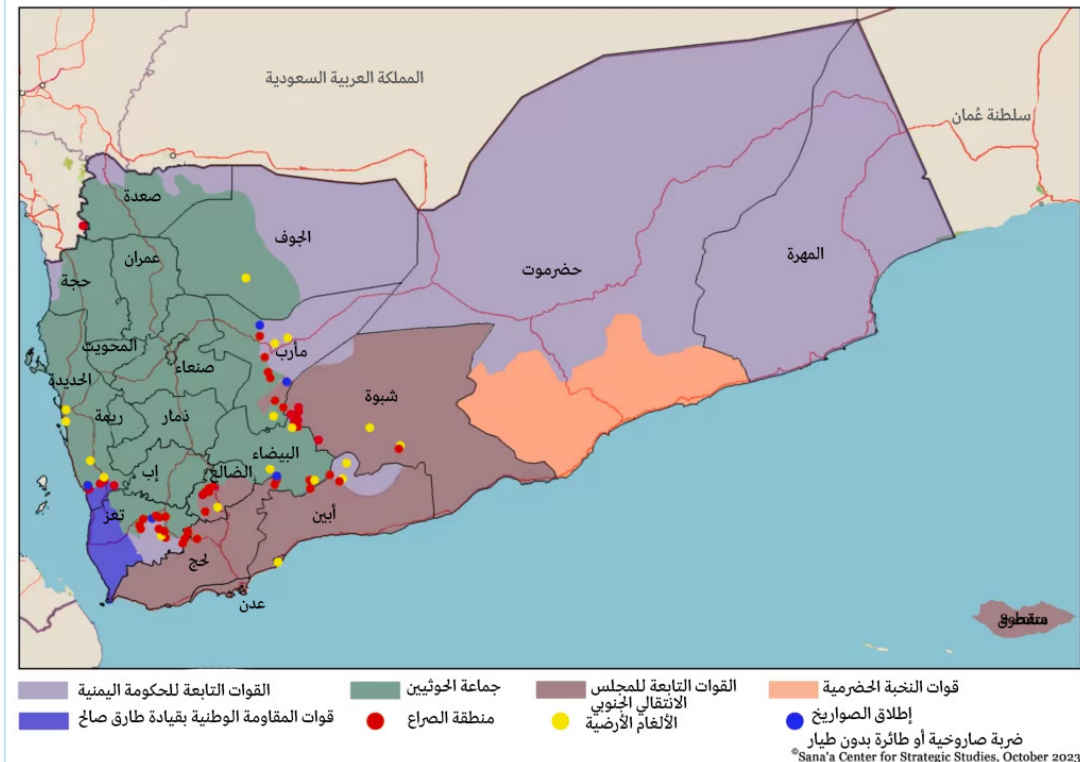 المملكة العربية السعودية
سلطنة عُمان
صعدة
الجوف
عمران
المهرة
حضرموت
حجة
المحويت
مأرب
صنعاء
الحديدة
شبوة
ريمة
ذمار
البيضاء
إب
الضالع
تعز
أبين
لحج
عدن
القوات التابعة للحكومة اليمنية
جماعة الحوثيين
القوات التابعة للمجلس
الانتقالي الجنوبي
قوات النخبة الحضرمية
قوات المقاومة الوطنية بقيادة طارق صالح
منطقة الصراع
الألغام الأرضية
إطلاق الصواريخ
ضربة صاروخية أو طائرة بدون طيار
©Sana'a Center for Strategic Studies, October 2023